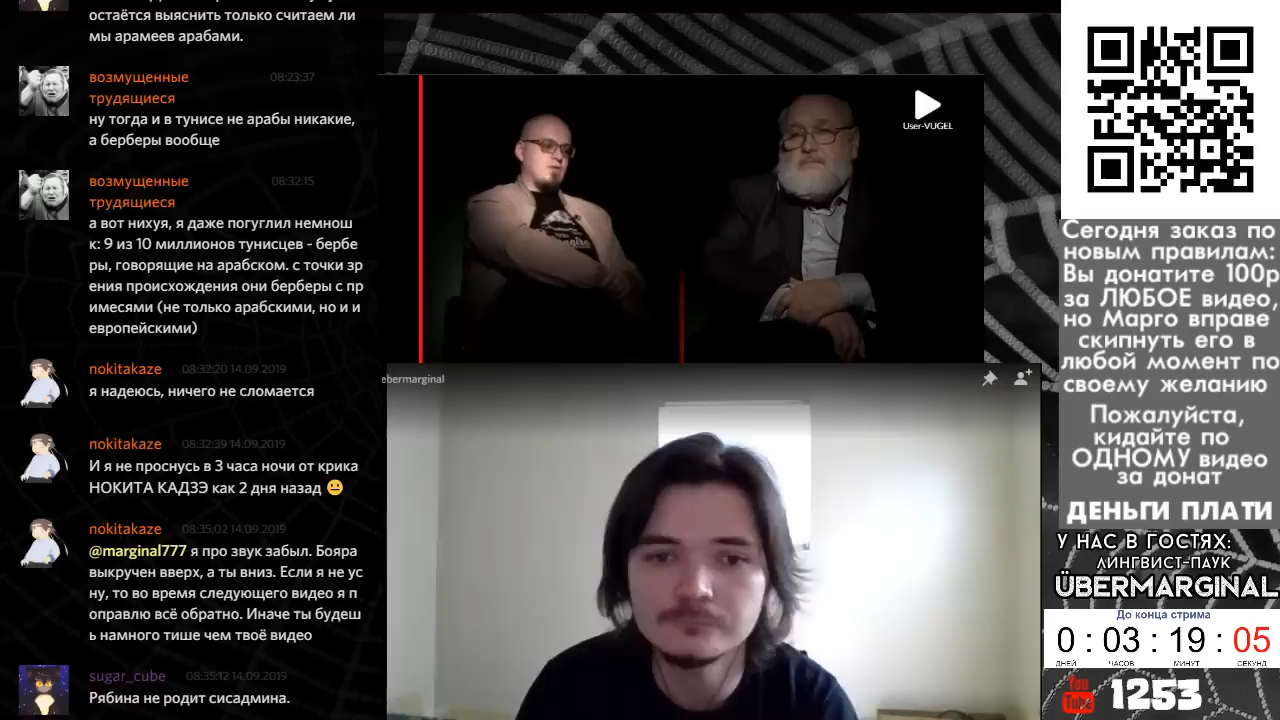 остаётся выяснить только считаем ли
мы арамеев арабами.
возмущенные
трудящиеся
08:23:37
ну тогда и в тунисе не арабы никакие,
а берберы вообще
возмущенные
трудящиеся
08:32:15
а вот нихуя, я даже погуглил немнош
к: 9 из 10 миллионов тунисцев - бербе
ры, говорящие на арабском. с точки зр
ения происхождения они берберы с пр
имесями (не только арабскими, но и и
европейскими)
nokitakaze 08:32:20 14.09.2019
я надеюсь, ничего не сломается
nokitakaze 08:32:39 14.09.2019
И я не проснусь в 3 часа ночи от крика
НОКИТА КАДЗЭ как 2 дня назад
nokitakaze 08:35:02 14.09.2019
@marginal777 я про звук забыл. Бояра
выкручен вверх, а ты вниз. Если я не ус
ну, то во время следующего видео я п
оправлю всё обратно. Иначе ты будеш
ь намного тише чем твоё видео
sugar_cube 08:35:12 14.09.2019
Рябина не родит сисадмина.
User-VUGEL
ebermarginal
Сегодня заказ по
новым правилам:
Вы донатите 100р
за ЛЮБОЕ видео,
но Марго вправе
скипнуть его в
любой момент по
своему желанию
Пожалуйста,
кидайте по
ОДНОМУ видео
за донат
ДЕНЬГИ ПЛАТИ
У НАС В ГОСТЯХ:
ЛИНГВИСТ-ПАУК
ÜBERMARGINAL
До конца стрима
0 : 03 : 19 : 05
ДНЕЙ ЧАСОВ МИНУТ СЕКУНД
You Tube 1253